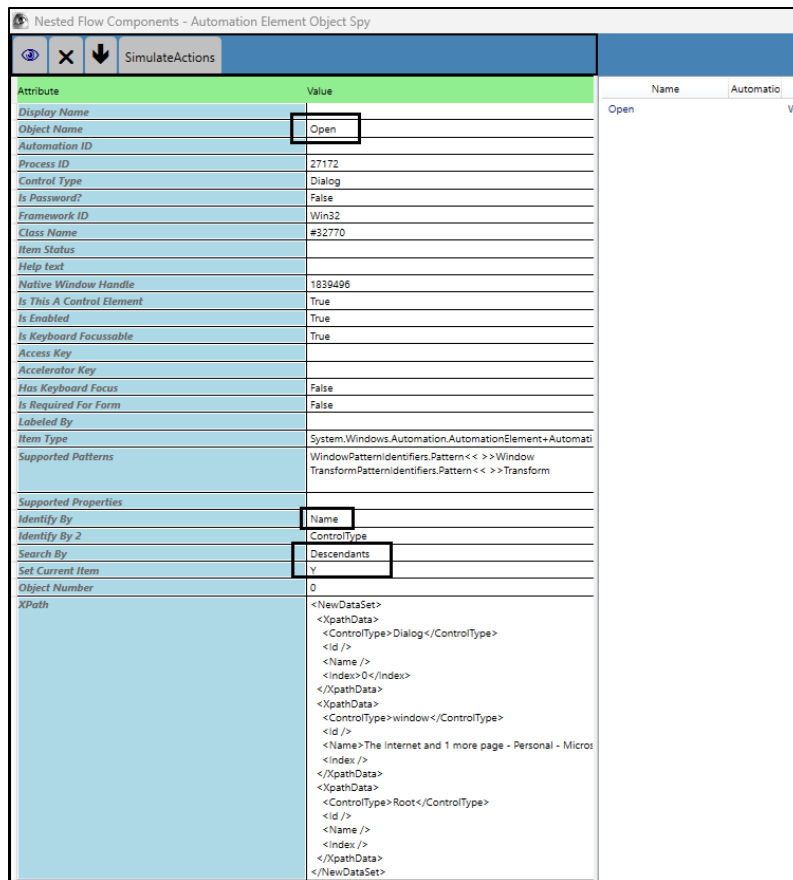 Nested Flow Components - Automation Element Object Spy
SimulateActions
Attribute Value
Name Automatio
Display Name
Open
Object Name Open
Automation ID
Process ID 27172
Control Type Dialog
Is Password? False
Framework ID Win32
Class Name #32770
Item Status
Help text
Native Window Handle 1839496
Is This A Control Element True
Is Enabled True
Is Keyboard Focussable True
Access Key
Accelerator Key
Has Keyboard Focus False
Is Required For Form False
Labeled By
Item Type System.Windows.Automation.AutomationElement+Automati
Supported Patterns WindowPatternIdentifiers.Pattern<< >>Window
TransformPatternIdentifiers.Pattern<< >>Transform
Supported Properties
Identify By Name
Identify By 2 ControlType
Search By Descendants
Set Current Item Y
Object Number 0
XPath <NewDataSet>
<XpathData>
<ControlType>Dialog</ControlType>
<Id />
<Name />
<Index>0</Index>
</XpathData>
<XpathData>
<ControlType>window</ControlType>
<Id />
<Name>The Internet and 1 more page - Personal - Micros
<Index />
</XpathData>
<XpathData>
<ControlType>Root</ControlType>
<Id />
<Name />
<Index />
</XpathData>
</NewDataSet>